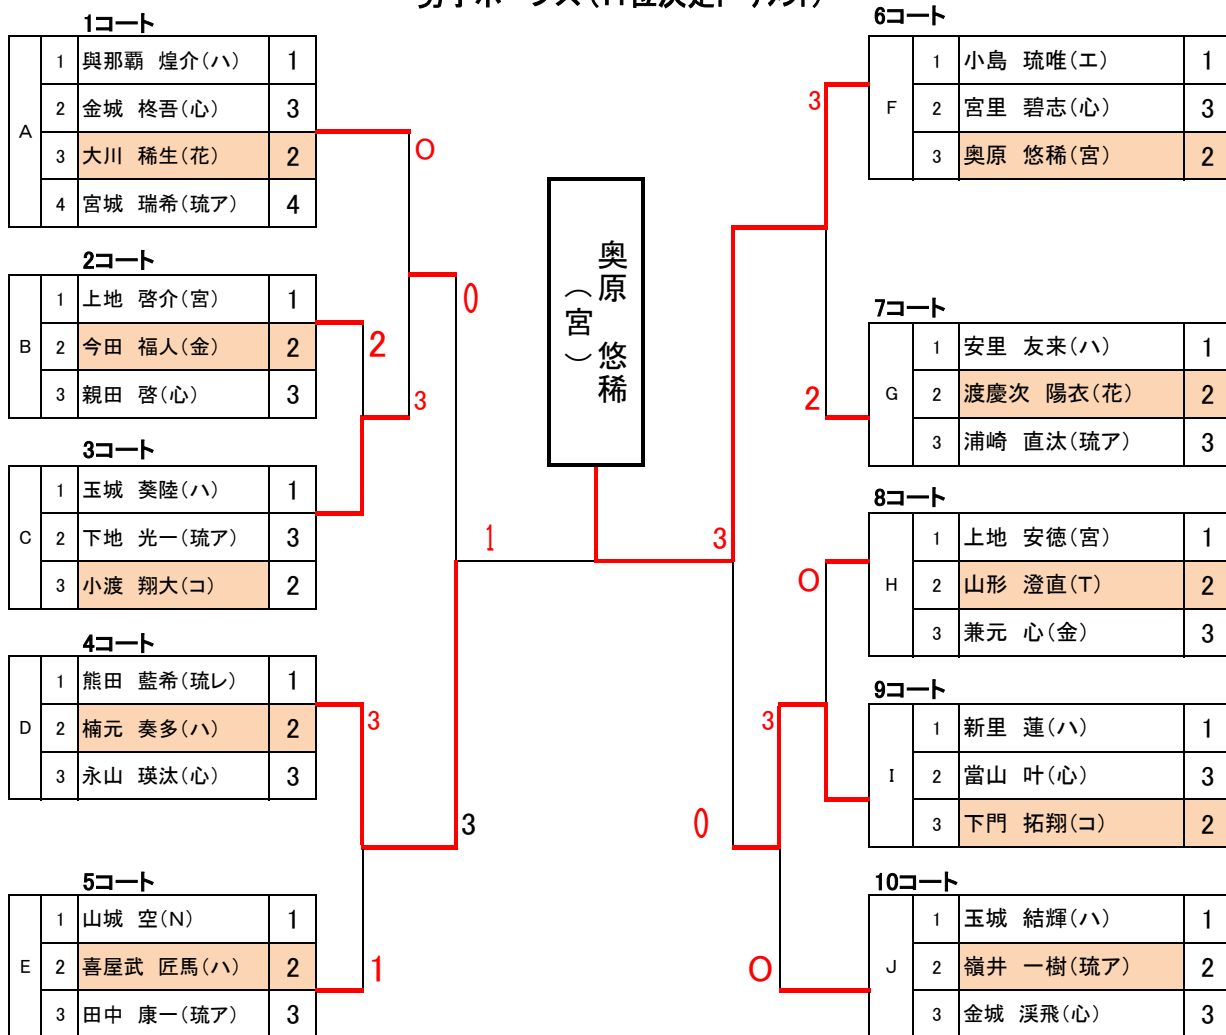 1コート
A
1 與那覇 煌介(ハ) 1
2 金城 柊吾(心) 3
3 大川 稀生(花) 2
4 宮城 瑞希(琉ア) 4
2コート
B
1 上地 啓介(宮) 1
2 今田 福人(金) 2
3 親田 啓(心) 3
3コート
C
1 玉城 葵陸(ハ) 1
2 下地 光一(琉ア) 3
3 小渡 翔大(コ) 2
4コート
D
1 熊田 藍希(琉レ) 1
2 楠元 奏多(ハ) 2
3 永山 瑛汰(心) 3
5コート
E
1 山城 空(N) 1
2 喜屋武 匠馬(ハ) 2
3 田中 康一(琉ア) 3
0
2
3
0
3
1
3
1
奥原 悠稀
(宮)
3
3
2
0
3
0
0
6コート
F
1 小島 琉唯(エ) 1
2 宮里 碧志(心) 3
3 奥原 悠稀(宮) 2
7コート
G
1 安里 友来(ハ) 1
2 渡慶次 陽衣(花) 2
3 浦崎 直汰(琉ア) 3
8コート
H
1 上地 安徳(宮) 1
2 山形 澄直(T) 2
3 兼元 心(金) 3
9コート
I
1 新里 蓮(ハ) 1
2 當山 叶(心) 3
3 下門 拓翔(コ) 2
10コート
J
1 玉城 結輝(ハ) 1
2 嶺井 一樹(琉ア) 2
3 金城 渓飛(心) 3